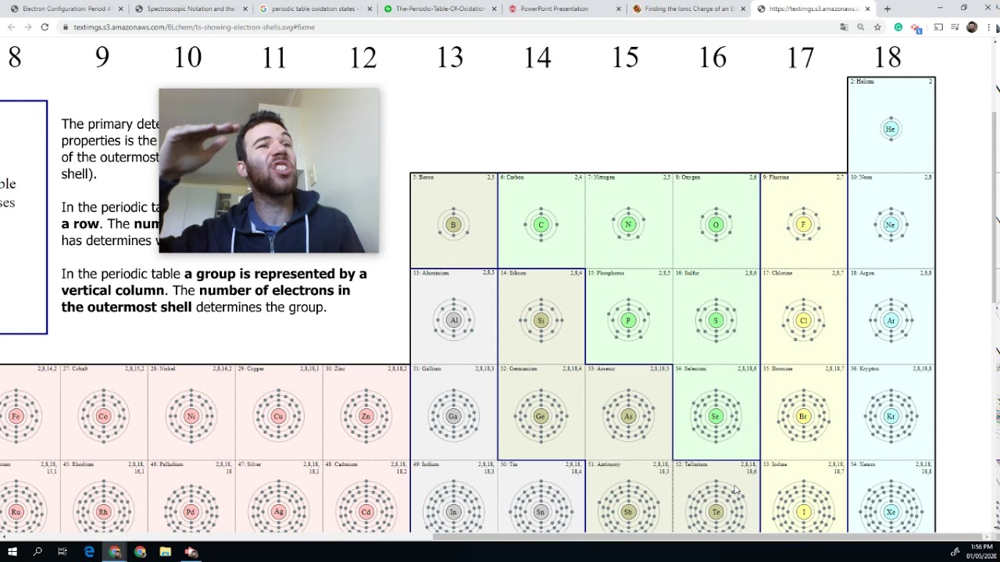 Electron Configuration: Period 4
Spectroscopic Notation and the
periodic table oxidation states -
The-Periodic-Table-Of-Oxidation
PowerPoint Presentation
Finding the Ionic Charge of an El
https://textimgs.s3.amazonaws.c
textimgs.s3.amazonaws.com/BLchem/ts-showing-electron-shells.svg#fixme
8 9 10 11 12 13 14 15 16 17 18
2: Helium 2
He
The primary dete
properties is the
of the outermost
shell).
ble
ses
In the periodic ta
a row. The num
has determines w
In the periodic table a group is represented by a
vertical column. The number of electrons in
the outermost shell determines the group.
5: Boron 2,3 6: Carbon 2,4 7: Nitrogen 2,5 8: Oxygen 2,6 9: Fluorine 2,7 10: Neon 2,8
B C N O F Ne
13: Aluminium 2,8,3 14: Silicon 2,8,4 15: Phosphorus 2,8,5 16: Sulfur 2,8,6 17: Chlorine 2,8,7 18: Argon 2,8,8
Al Si P S Cl Ar
2,8,14,2 27: Cobalt 2,8,15,2 28: Nickel 2,8,16,2 29: Copper 2,8,18,1 30: Zinc 2,8,18,2 31: Gallium 2,8,18,3 32: Germanium 2,8,18,4 33: Arsenic 2,8,18,5 34: Selenium 2,8,18,6 35: Bromine 2,8,18,7 36: Krypton 2,8,18,8
Fe Co Ni Cu Zn Ga Ge As Se Br Kr
nium 2,8,18, 45: Rhodium 2,8,18, 46: Palladium 2,8,18, 47: Silver 2,8,18, 48: Cadmium 2,8,18, 49: Indium 2,8,18, 50: Tin 2,8,18, 51: Antimony 2,8,18, 52: Tellurium 2,8,18, 53: Iodine 2,8,18, 54: Xenon 2,8,18,
15,1 16,1 18 18,1 18,2 18,3 18,4 18,5 18,6 18,7 18,8
Ru Rh Pd Ag Cd In Sn Sb Te I Xe
1:56 PM
01/05/2020